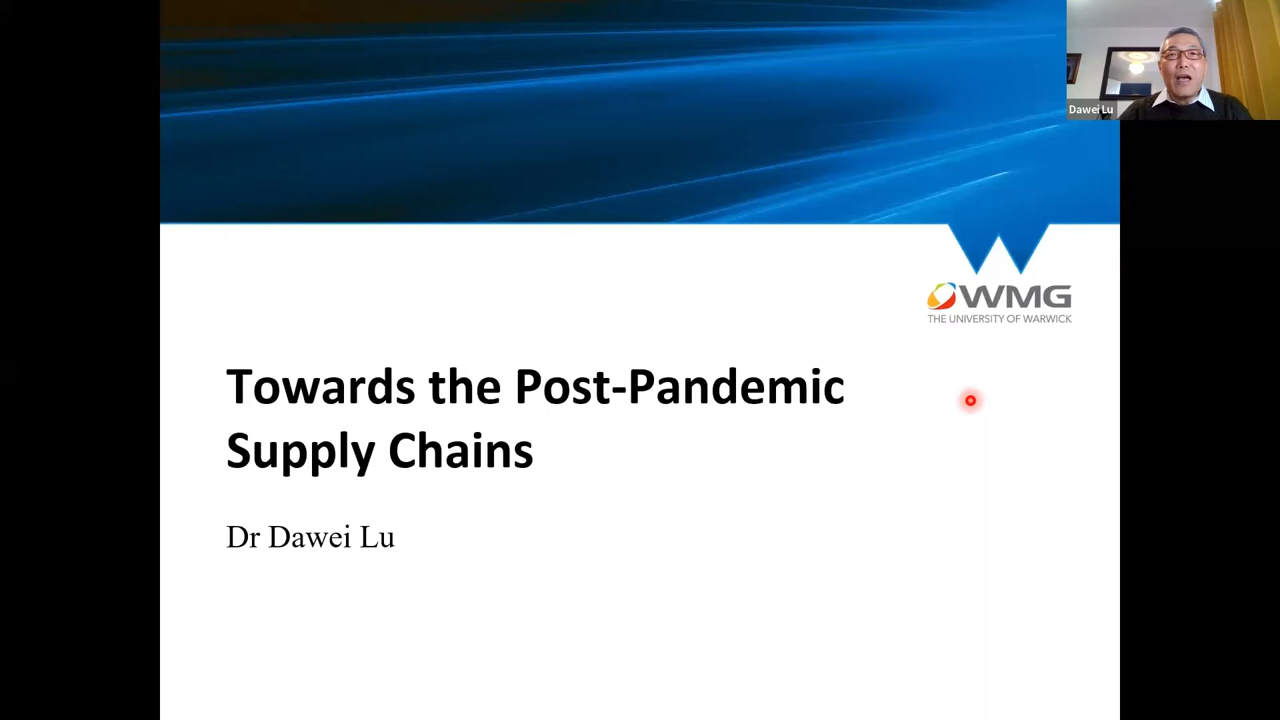 Dawei Lu
WMG
THE UNIVERSITY OF WARWICK
Towards the Post-Pandemic
Supply Chains
Dr Dawei Lu